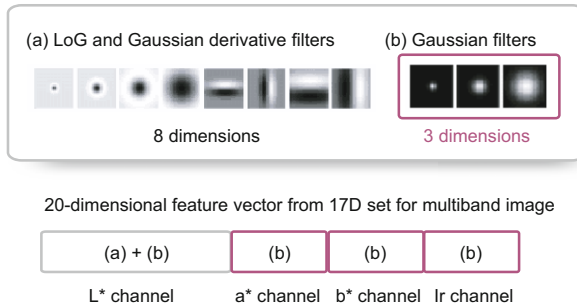 (a) LoG and Gaussian derivative filters
(b) Gaussian filters
8 dimensions
3 dimensions
20-dimensional feature vector from 17D set for multiband image
(a) + (b)
(b)
(b)
(b)
L* channel
a* channel
b* channel
Ir channel